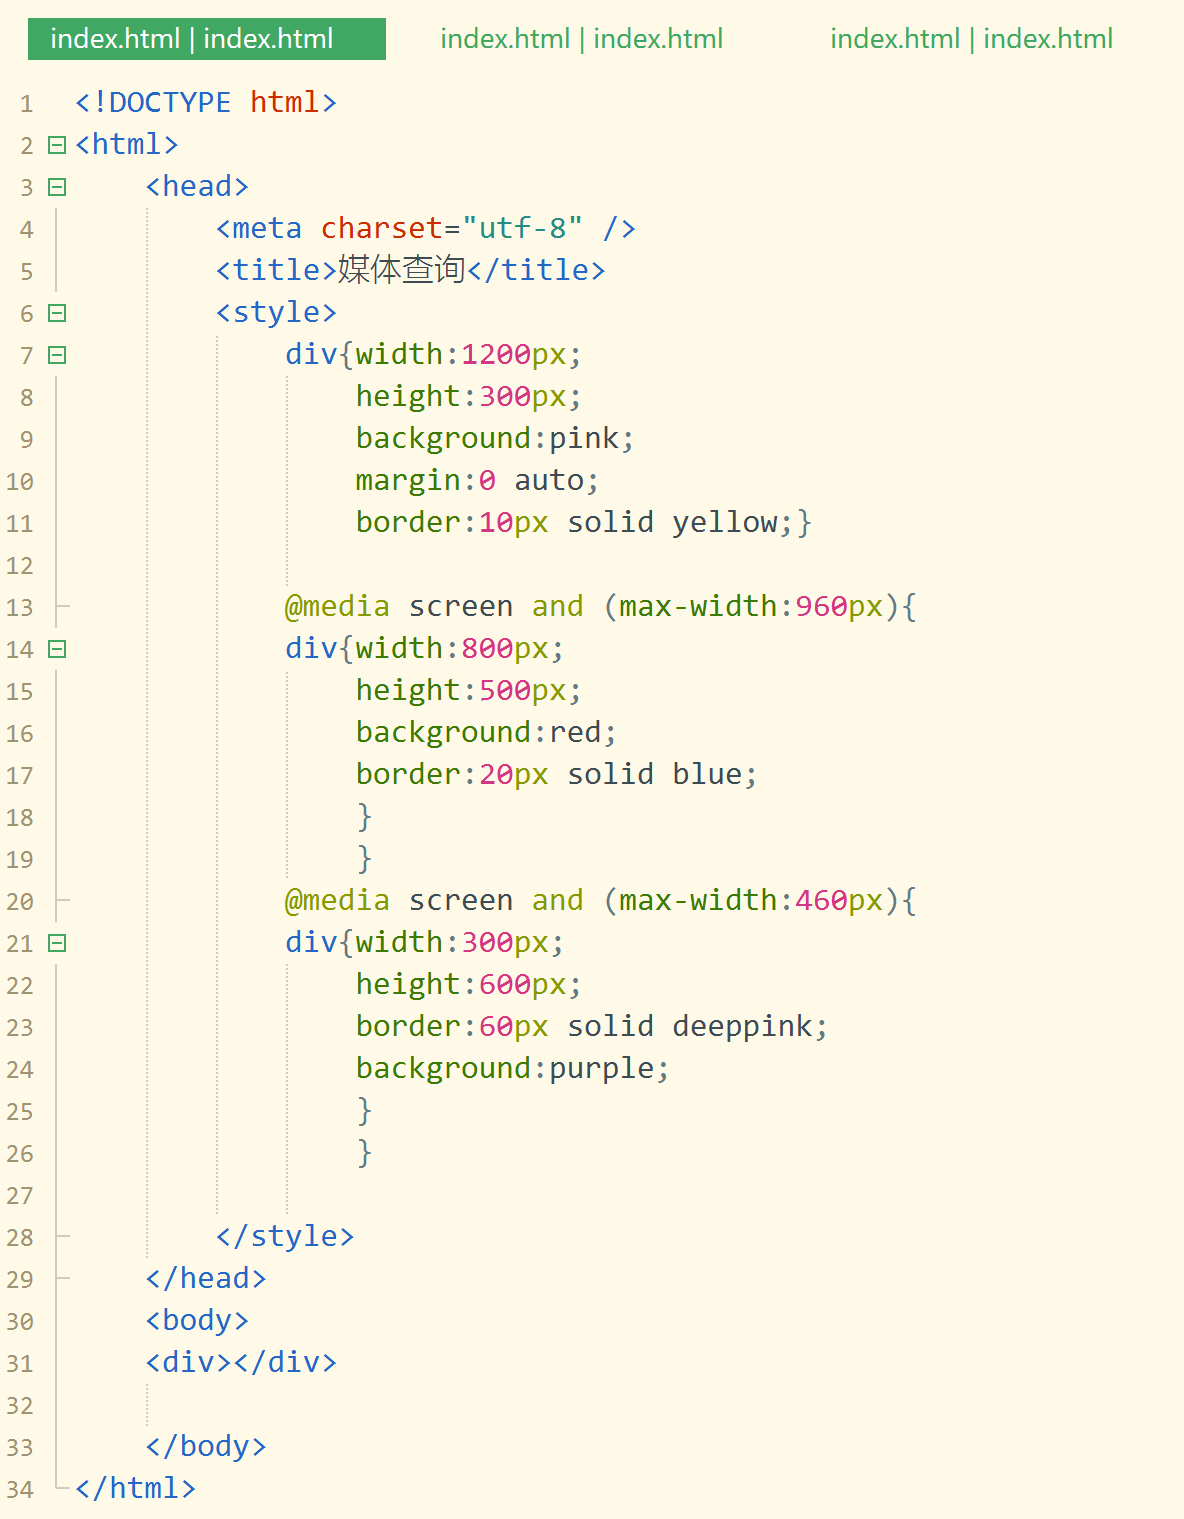 index.html | index.html index.html | index.html index.html | index.html
1 <!DOCTYPE html>
2 <html>
3 <head>
4 <meta charset="utf-8" />
5 <title>媒体查询</title>
6 <style>
7 div{width:1200px;
8 height:300px;
9 background:pink;
10 margin:0 auto;
11 border:10px solid yellow;}
12
13 @media screen and (max-width:960px){
14 div{width:800px;
15 height:500px;
16 background:red;
17 border:20px solid blue;
18 }
19 }
20 @media screen and (max-width:460px){
21 div{width:300px;
22 height:600px;
23 border:60px solid deeppink;
24 background:purple;
25 }
26 }
27
28 </style>
29 </head>
30 <body>
31 <div></div>
32
33 </body>
34 </html>